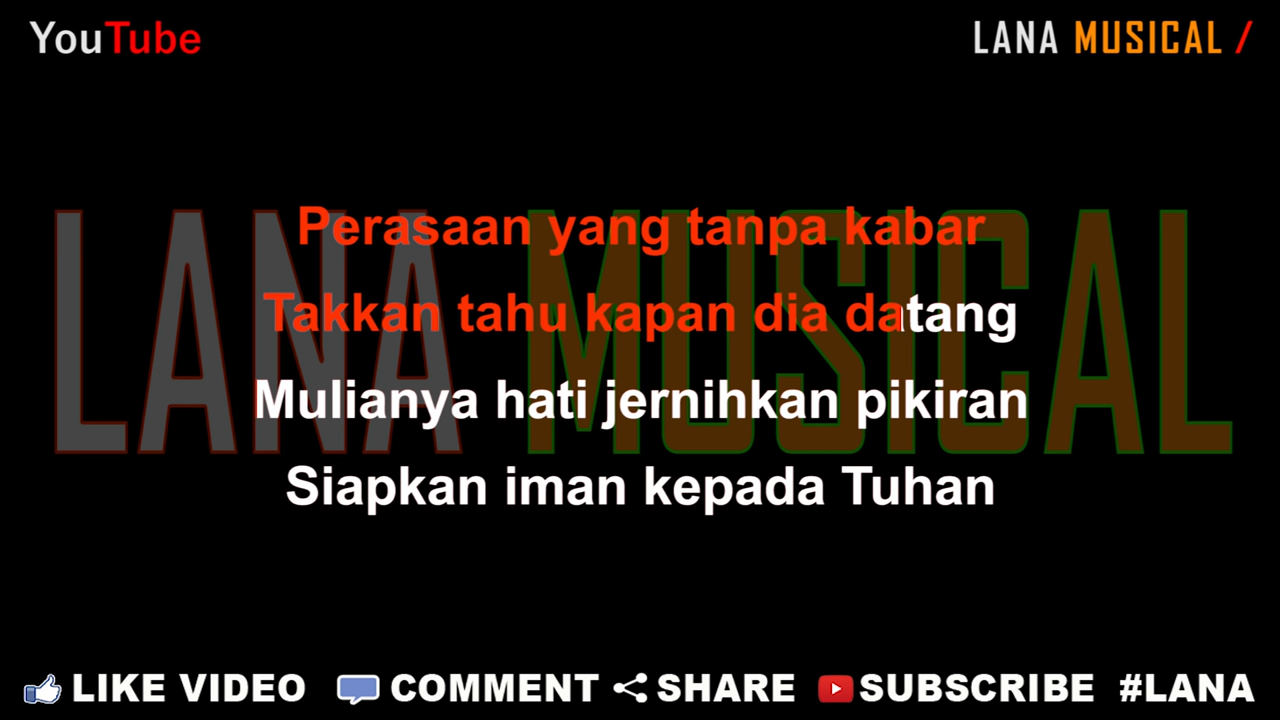 YouTube
LANA MUSICAL /
LANA MUSICAL
Perasaan yang tanpa kabar
Takkan tahu kapan dia datang
Mulianya hati jernihkan pikiran
Siapkan iman kepada Tuhan
LIKE VIDEO COMMENT SHARE SUBSCRIBE #LANA